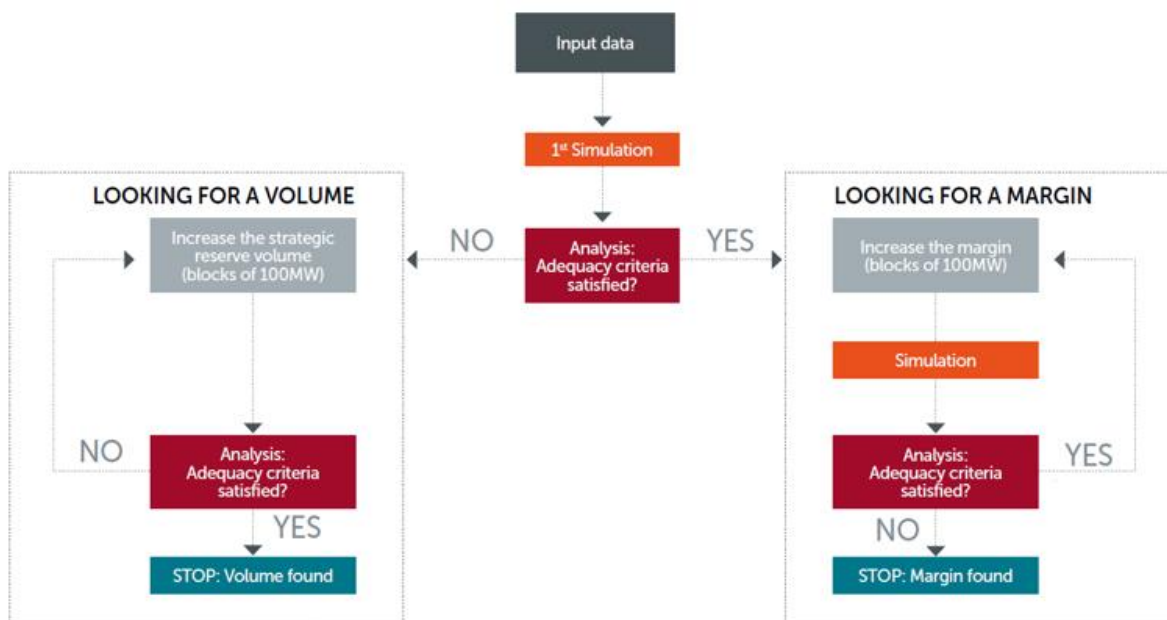 Input data
1st Simulation
LOOKING FOR A VOLUME
LOOKING FOR A MARGIN
Increase the strategic
reserve volume
(blocks of 100MW)
NO
Analysis:
Adequacy criteria
satisfied?
YES
Increase the margin
(blocks of 100MW)
Simulation
NO
Analysis:
Adequacy criteria
satisfied?
YES
STOP: Volume found
Analysis:
Adequacy criteria
satisfied?
YES
NO
STOP: Margin found